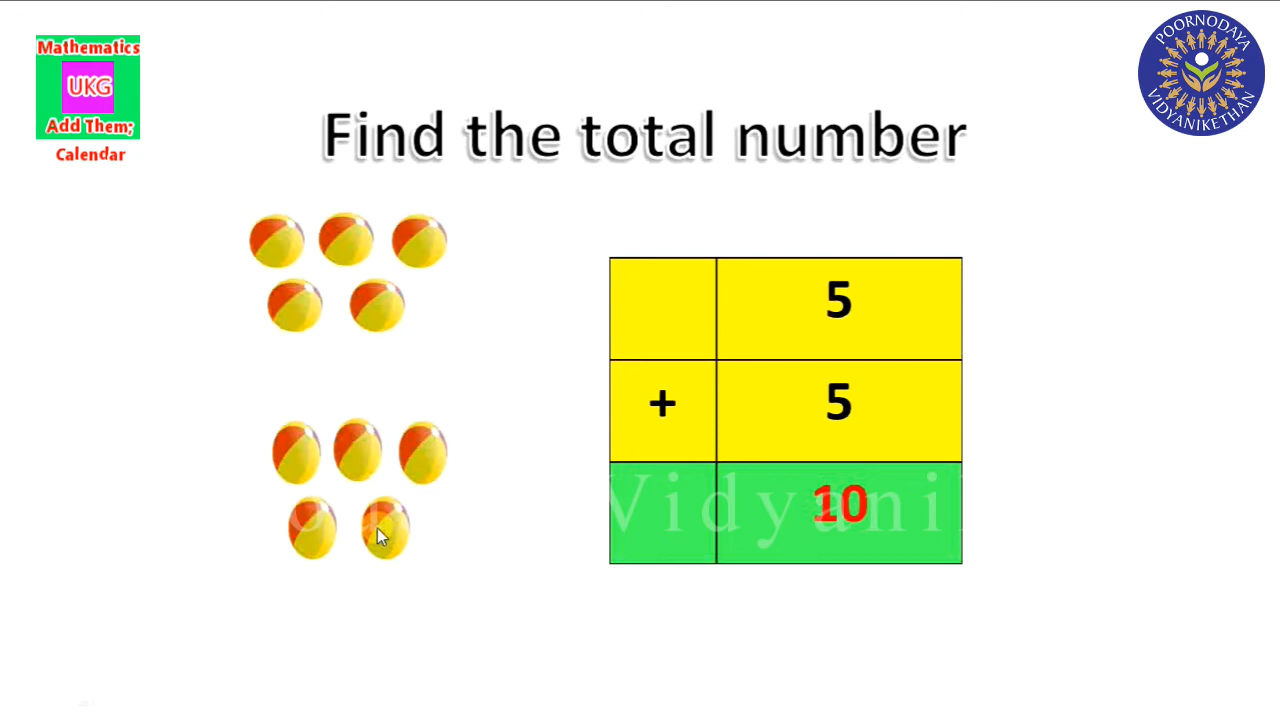 Mathematics
UKG
Add Them;
Calendar
POORNODAYA
VIDYANIKETHAN
Find the total number
5
+ 5
10